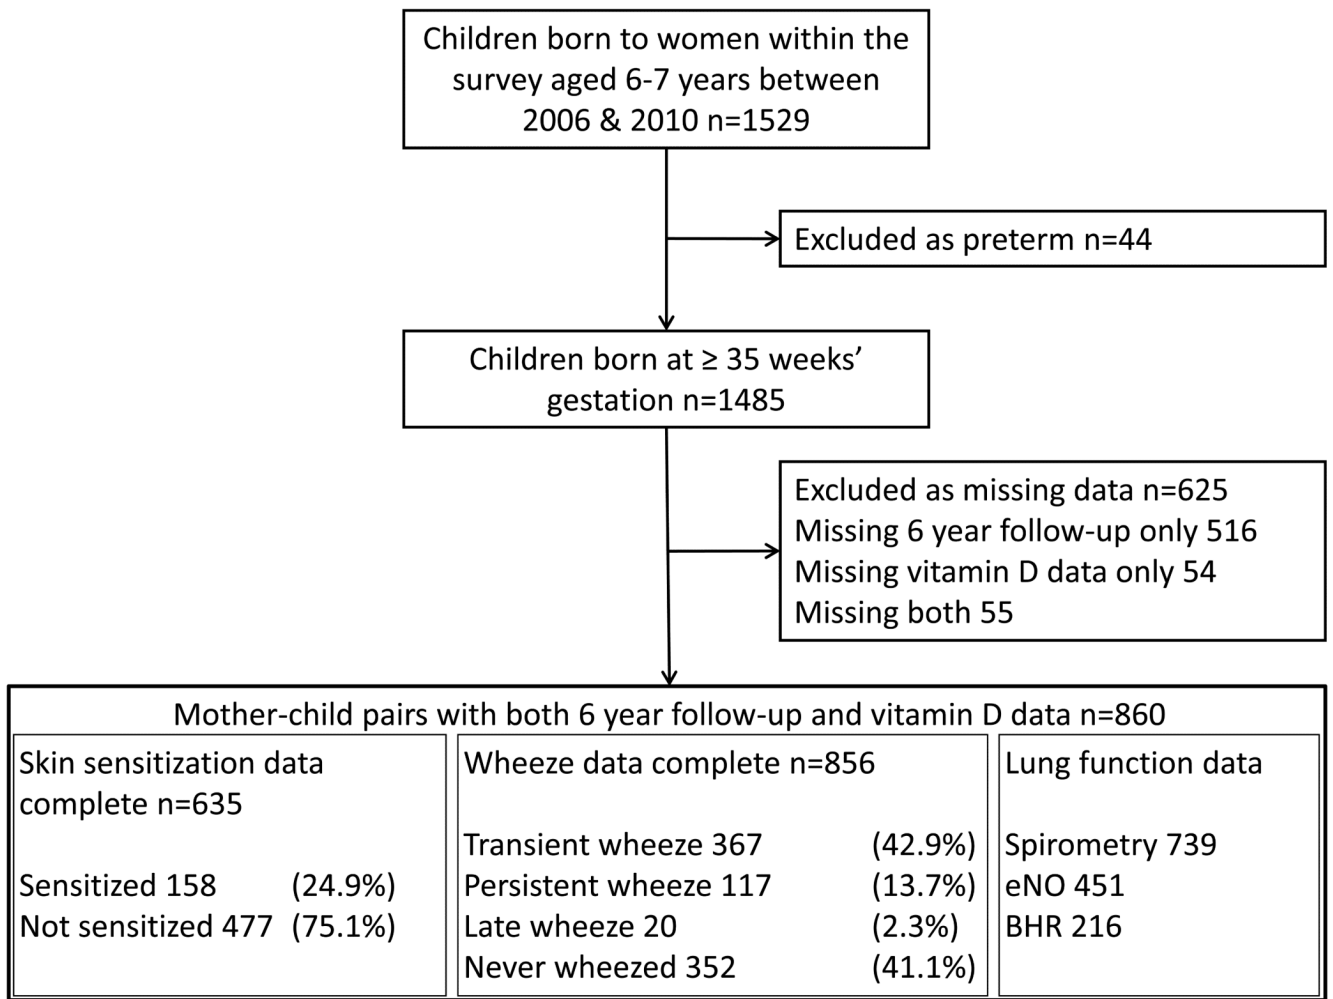 Children born to women within the
survey aged 6-7 years between
2006 & 2010 n=1529
Excluded as preterm n=44
Children born at ≥ 35 weeks’
gestation n=1485
Excluded as missing data n=625
Missing 6 year follow-up only 516
Missing vitamin D data only 54
Missing both 55
Mother-child pairs with both 6 year follow-up and vitamin D data n=860
Skin sensitization data
complete n=635
Sensitized 158 (24.9%)
Not sensitized 477 (75.1%)
Wheeze data complete n=856
Transient wheeze 367 (42.9%)
Persistent wheeze 117 (13.7%)
Late wheeze 20 (2.3%)
Never wheezed 352 (41.1%)
Lung function data
Spirometry 739
eNO 451
BHR 216